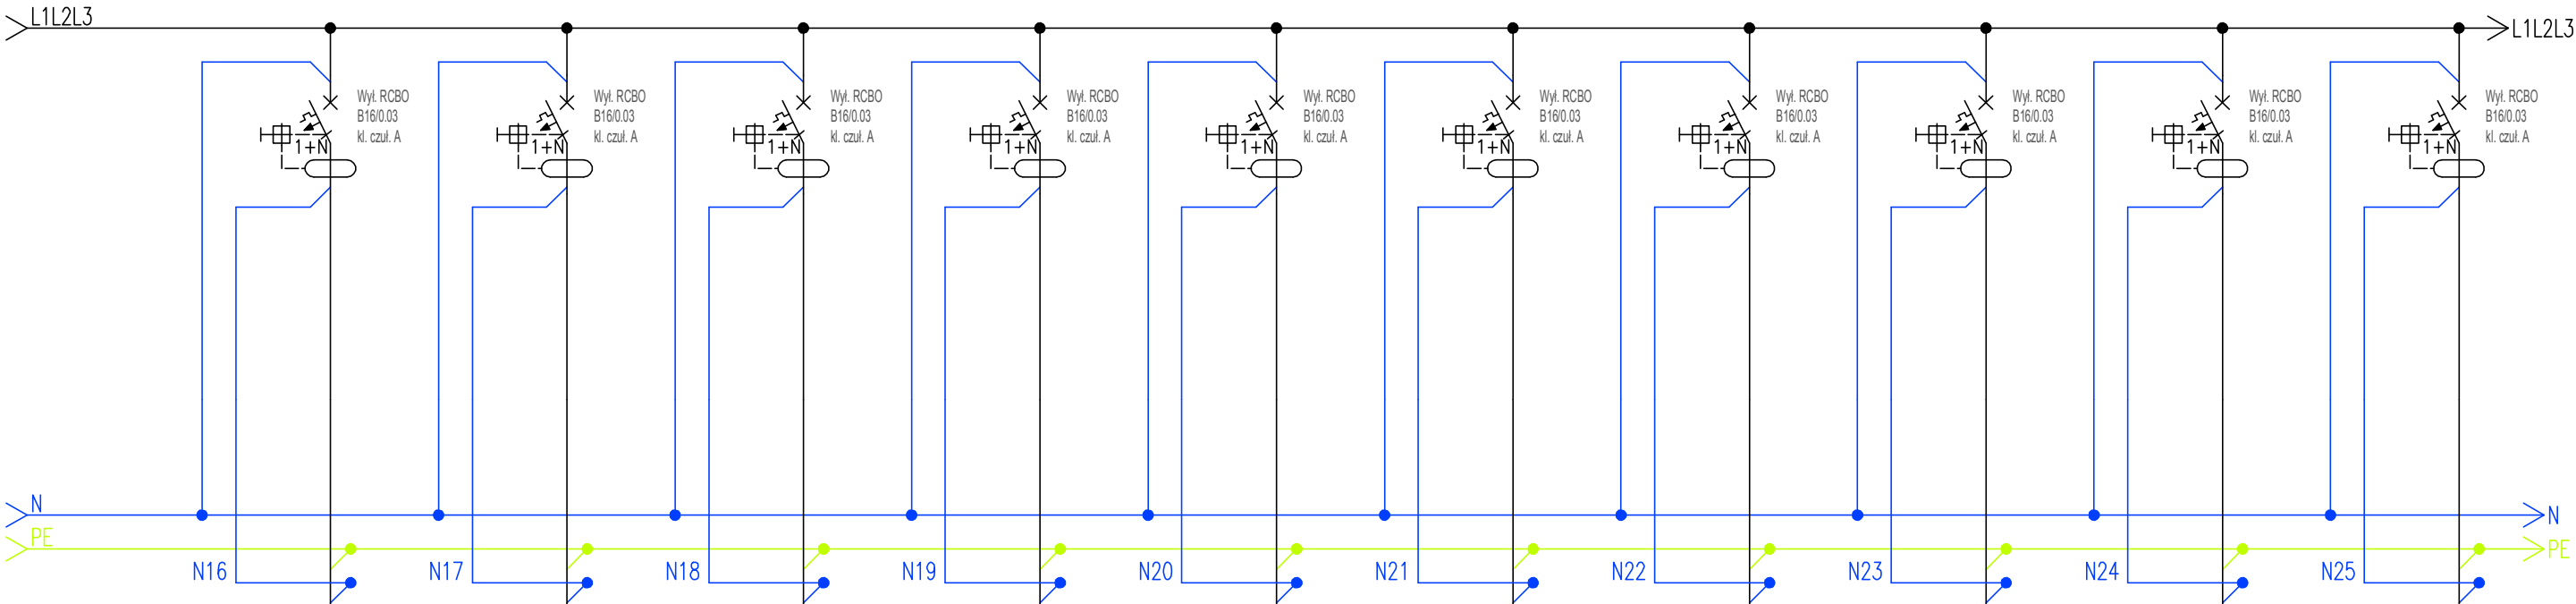 L1L2L3
L1L2L3
Wył. RCBO
B16/0.03
kl. czuł. A
1+N
Wył. RCBO
B16/0.03
kl. czuł. A
1+N
Wył. RCBO
B16/0.03
kl. czuł. A
1+N
Wył. RCBO
B16/0.03
kl. czuł. A
1+N
Wył. RCBO
B16/0.03
kl. czuł. A
1+N
Wył. RCBO
B16/0.03
kl. czuł. A
1+N
Wył. RCBO
B16/0.03
kl. czuł. A
1+N
Wył. RCBO
B16/0.03
kl. czuł. A
1+N
Wył. RCBO
B16/0.03
kl. czuł. A
1+N
Wył. RCBO
B16/0.03
kl. czuł. A
1+N
N
N
PE
PE
N16
N17
N18
N19
N20
N21
N22
N23
N24
N25